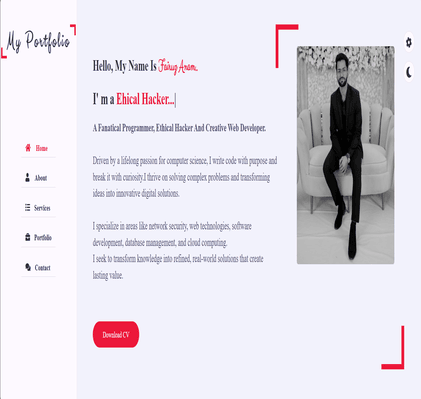 My Portfolio
Hello, My Name Is Fairuz Anam.
I' m a Ehical Hacker...|
A Fanatical Programmer, Ethical Hacker And Creative Web Developer.
Driven by a lifelong passion for computer science, I write code with purpose and
break it with curiosity.I thrive on solving complex problems and transforming
ideas into innovative digital solutions.
I specialize in areas like network security, web technologies, software
development, database management, and cloud computing.
I seek to transform knowledge into refined, real-world solutions that create
lasting value.
Download CV
Home
About
Services
Portfolio
Contact